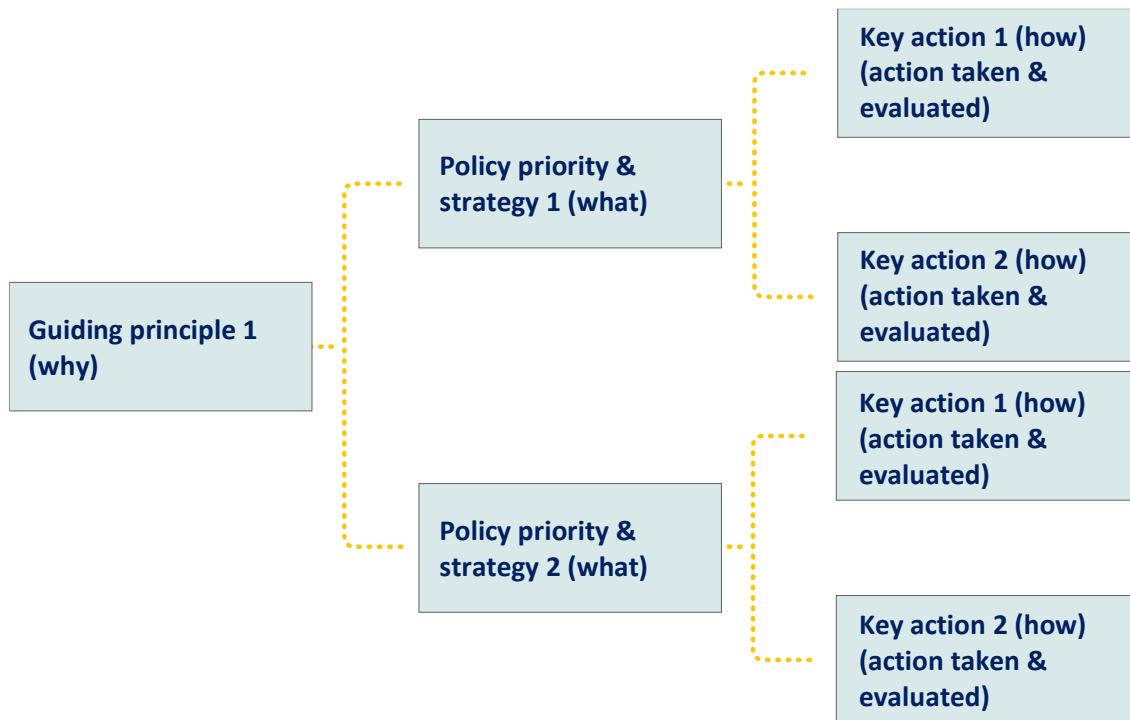 Guiding principle 1
(why)
Policy priority &
strategy 1 (what)
Key action 1 (how)
(action taken &
evaluated)
Key action 2 (how)
(action taken &
evaluated)
Policy priority &
strategy 2 (what)
Key action 1 (how)
(action taken &
evaluated)
Key action 2 (how)
(action taken &
evaluated)